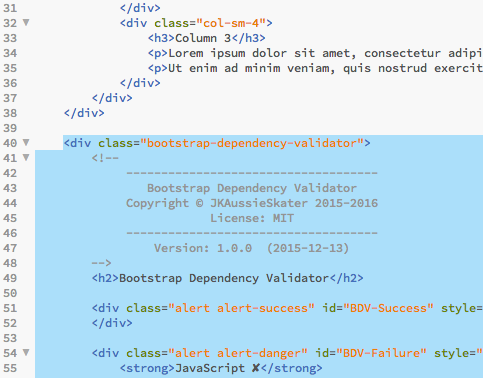 31 </div>
32 <div class="col-sm-4">
33 <h3>Column 3</h3>
34 <p>Lorem ipsum dolor sit amet, consectetur adipi
35 <p>Ut enim ad minim veniam, quis nostrud exercit
36 </div>
37 </div>
38 </div>
39
40 <div class="bootstrap-dependency-validator">
41 <!--
42 ------------------------------------
43 Bootstrap Dependency Validator
44 Copyright © JKAussieSkater 2015-2016
45 License: MIT
46 ------------------------------------
47 Version: 1.0.0 (2015-12-13)
48 -->
49 <h2>Bootstrap Dependency Validator</h2>
50
51 <div class="alert alert-success" id="BDV-Success" style=
52 </div>
53
54 <div class="alert alert-danger" id="BDV-Failure" style="
55 <strong>JavaScript ✘</strong>